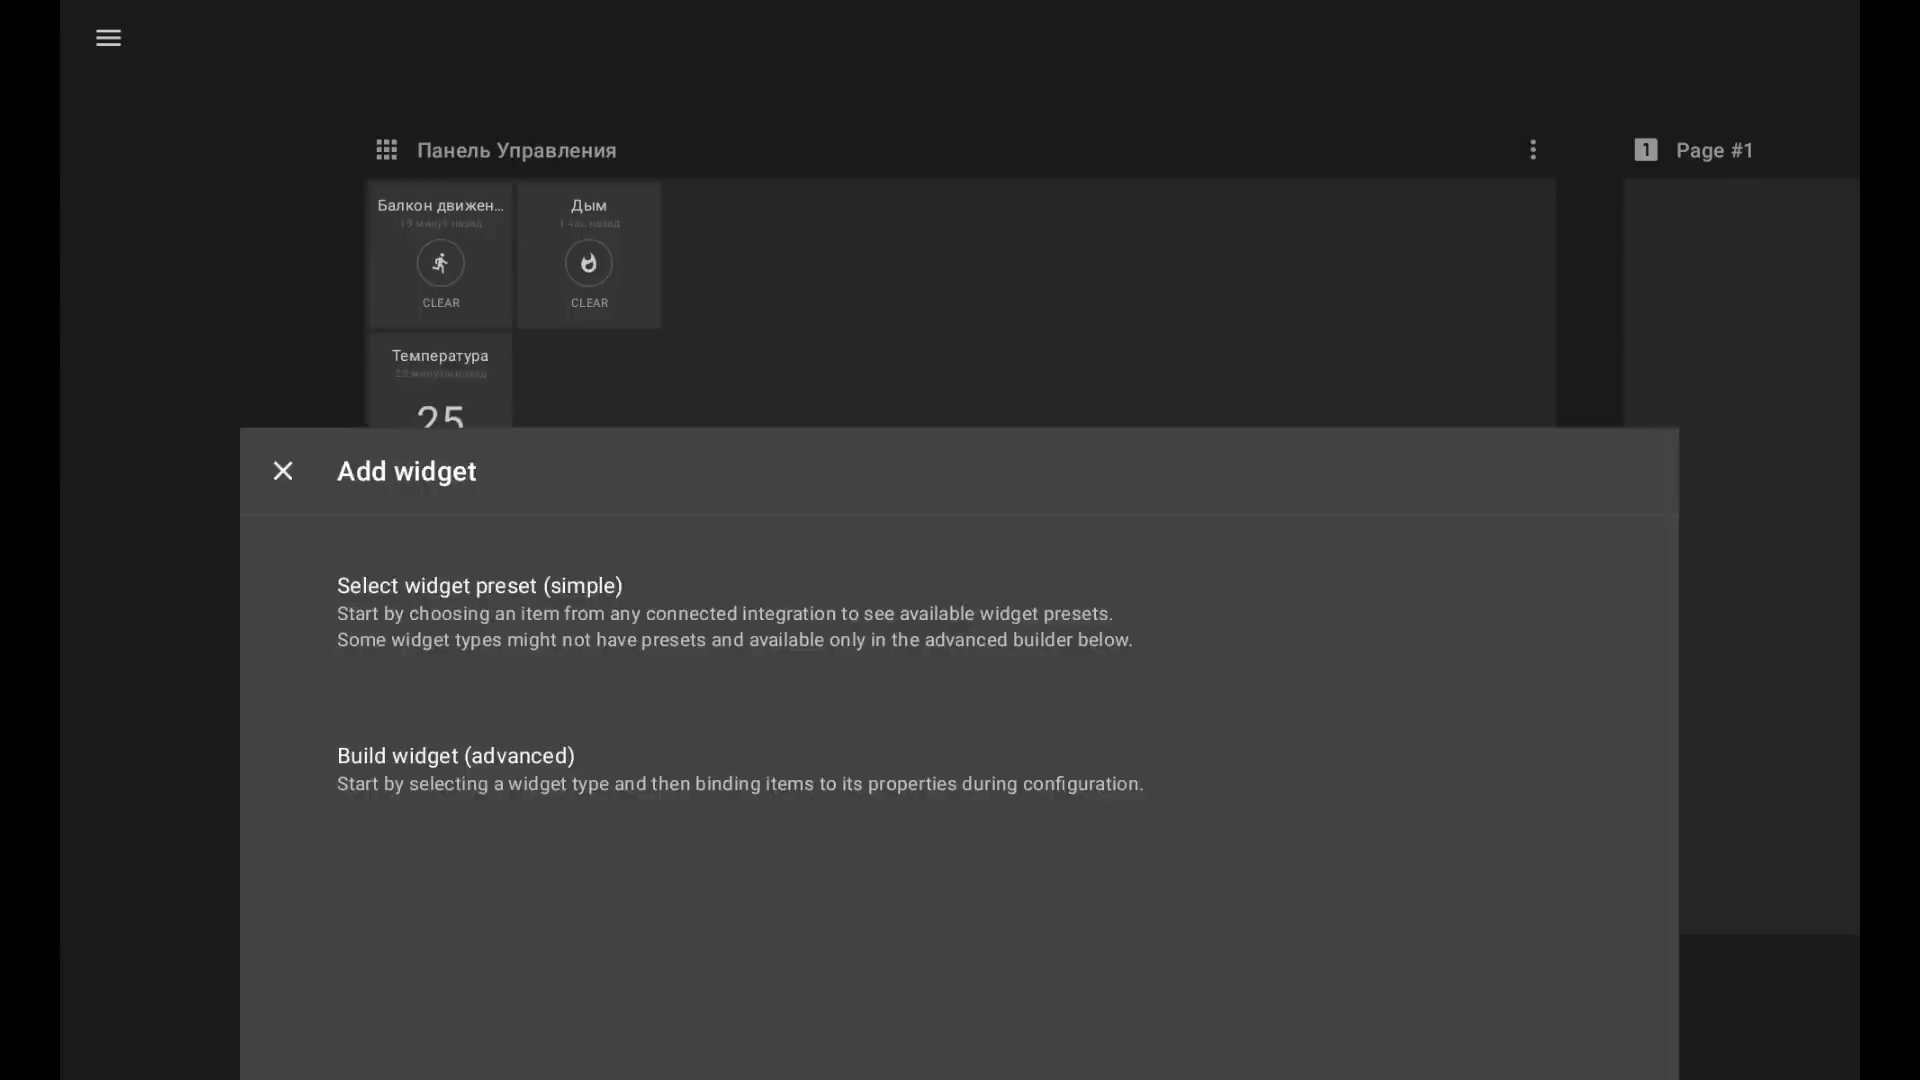 Панель Управления
1 Page #1
Балкон движен…
Дым
CLEAR
CLEAR
Температура
25
Add widget
Select widget preset (simple)
Start by choosing an item from any connected integration to see available widget presets.
Some widget types might not have presets and available only in the advanced builder below.
Build widget (advanced)
Start by selecting a widget type and then binding items to its properties during configuration.